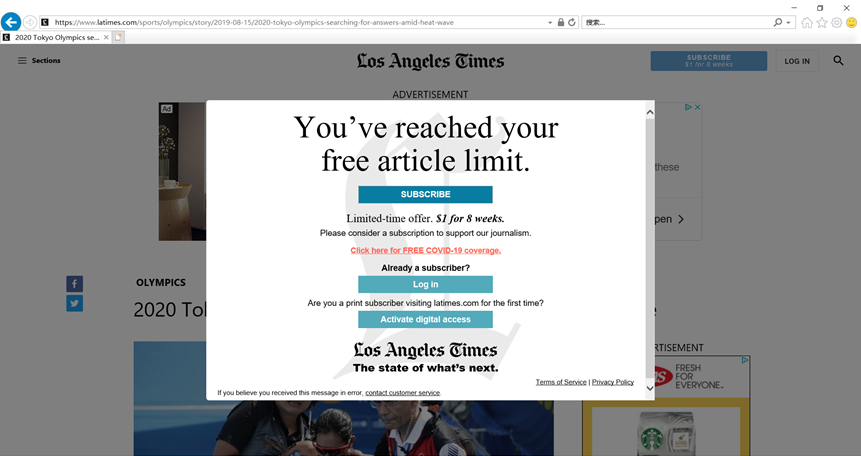 https://www.latimes.com/sports/olympics/story/2019-08-15/2020-tokyo-olympics-searching-for-answers-amid-heat-wave
搜索...
2020 Tokyo Olympics se...
Sections
Los Angeles Times
SUBSCRIBE
$1 for 8 weeks
LOG IN
ADVERTISEMENT
Ad
You’ve reached your
free article limit.
these
SUBSCRIBE
pen
Limited-time offer. $1 for 8 weeks.
Please consider a subscription to support our journalism.
Click here for FREE COVID-19 coverage.
Already a subscriber?
Log in
OLYMPICS
Are you a print subscriber visiting latimes.com for the first time?
2020 To
e
Activate digital access
Los Angeles Times
The state of what’s next.
TISEMENT
Terms of Service | Privacy Policy
If you believe you received this message in error, contact customer service.
FRESH
FOR
EVERYONE